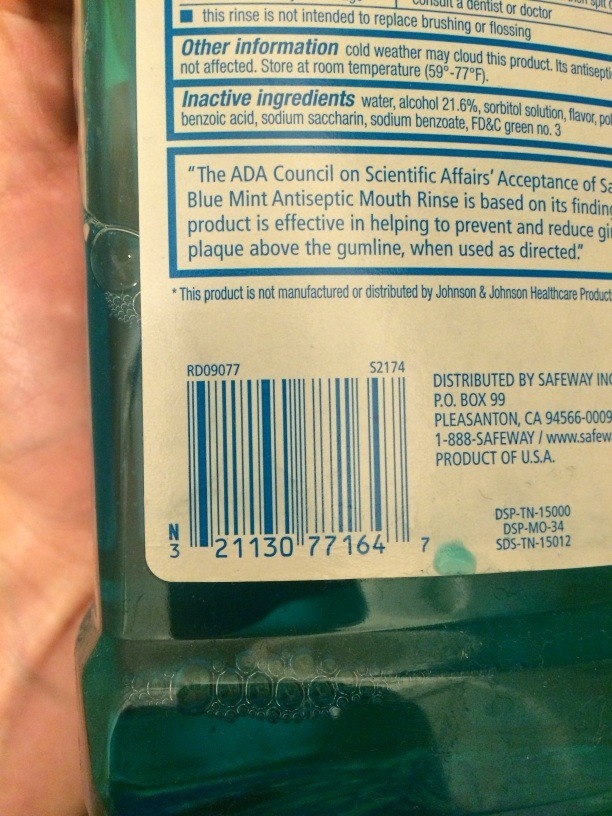 consult a dentist or doctor
■ this rinse is not intended to replace brushing or flossing
Other information cold weather may cloud this product. Its antisepti
not affected. Store at room temperature (59°-77°F).
Inactive ingredients water, alcohol 21.6%, sorbitol solution, flavor, pol
benzoic acid, sodium saccharin, sodium benzoate, FD&C green no. 3
"The ADA Council on Scientific Affairs' Acceptance of Sa
Blue Mint Antiseptic Mouth Rinse is based on its finding
product is effective in helping to prevent and reduce gi
plaque above the gumline, when used as directed."
* This product is not manufactured or distributed by Johnson & Johnson Healthcare Product
RD09077 S2174
N
3 21130 77164 7
DISTRIBUTED BY SAFEWAY INC
P.O. BOX 99
PLEASANTON, CA 94566-0009
1-888-SAFEWAY / www.safew
PRODUCT OF U.S.A.
DSP-TN-15000
DSP-MO-34
SDS-TN-15012